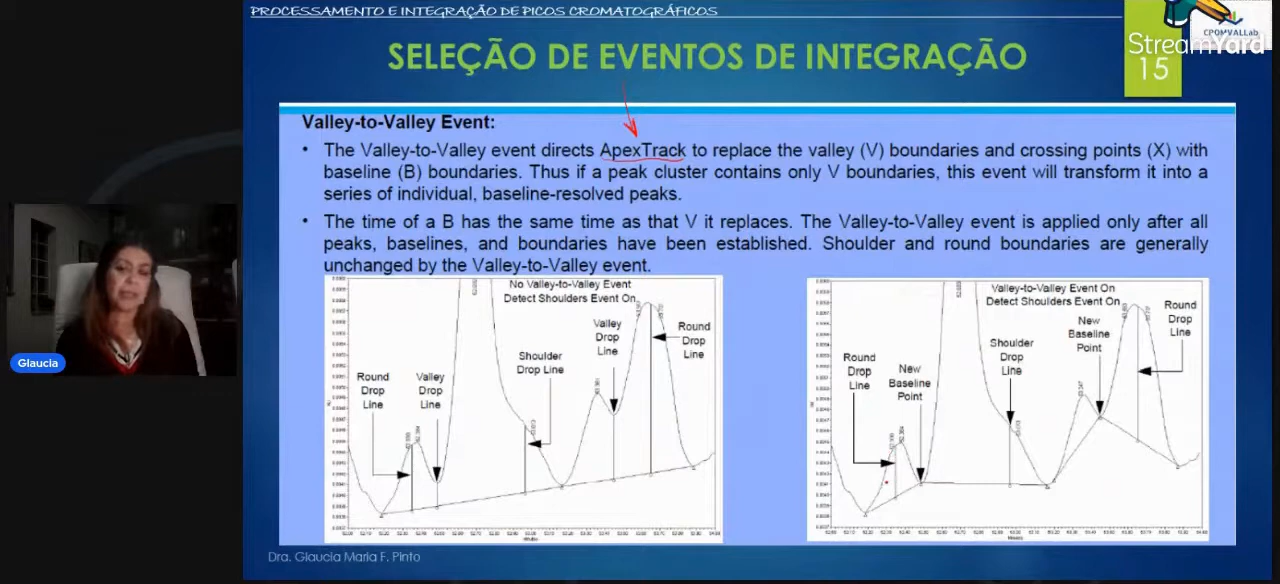 PROCESSAMENTO E INTEGRAÇÃO DE PICOS CROMATOGRÁFICOS
CPQMVALLab
StreamYard
15
SELEÇÃO DE EVENTOS DE INTEGRAÇÃO
Valley-to-Valley Event:
• The Valley-to-Valley event directs ApexTrack to replace the valley (V) boundaries and crossing points (X) with
baseline (B) boundaries. Thus if a peak cluster contains only V boundaries, this event will transform it into a
series of individual, baseline-resolved peaks.
• The time of a B has the same time as that V it replaces. The Valley-to-Valley event is applied only after all
peaks, baselines, and boundaries have been established. Shoulder and round boundaries are generally
unchanged by the Valley-to-Valley event.
No Valley-to-Valley Event
Detect Shoulders Event On
Round
Drop
Line
Valley
Drop
Line
Shoulder
Drop Line
Valley
Drop
Line
Round
Drop
Line
Valley-to-Valley Event On
Detect Shoulders Event On
Round
Drop
Line
New
Baseline
Point
Shoulder
Drop
Line
New
Baseline
Point
Round
Drop
Line
Glaucia
Dra. Glaucia Maria F. Pinto